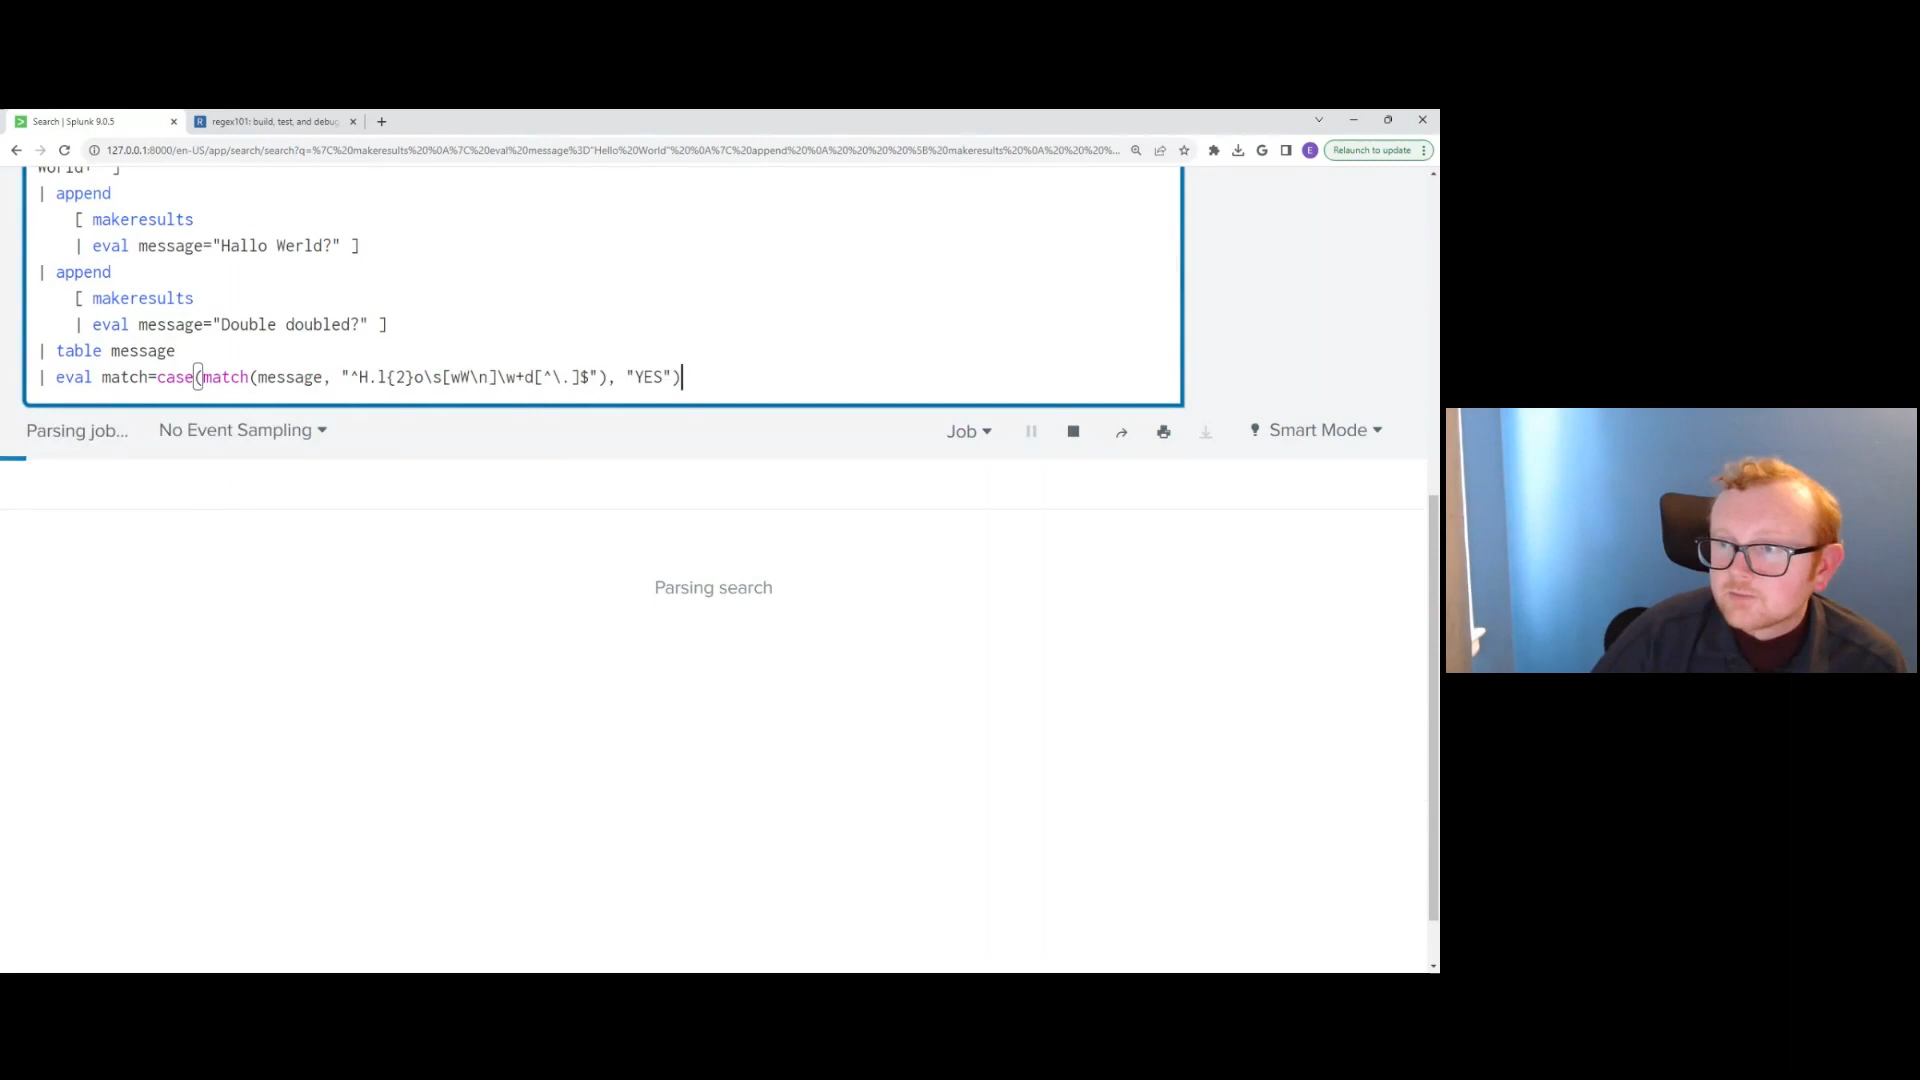 Search | Splunk 9.0.5
regex101: build, test, and debug
127.0.0.1:8000/en-US/app/search/search?q=%7C%20makeresults%20%0A%7C%20eval%20message%3D"Hello%20World"%20%0A%7C%20append%20%0A%20%20%20%20%5B%20makeresults%20%0A%20%20%20%20%...
E
Relaunch to update
| append
[ makeresults
| eval message="Hallo Werld?" ]
| append
[ makeresults
| eval message="Double doubled?" ]
| table message
| eval match=case(match(message, "^H.l{2}o\s[wW\n]\w+d[^\.]$"), "YES")
Parsing job...
No Event Sampling
Job
Smart Mode
Parsing search